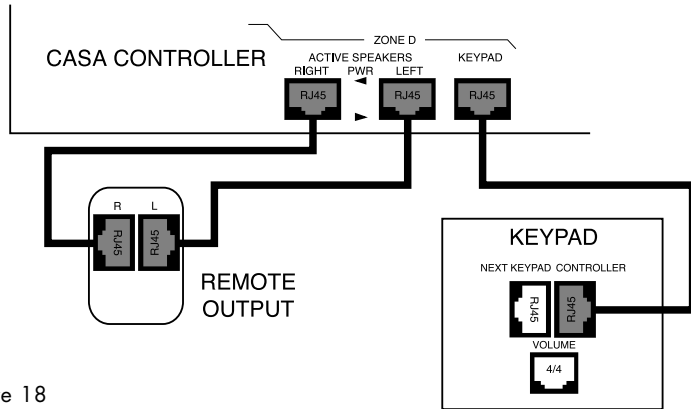 ZONE D
CASA CONTROLLER
ACTIVE SPEAKERS
KEYPAD
RIGHT PWR LEFT
RJ45 RJ45 RJ45
R L
RJ45 RJ45
REMOTE
OUTPUT
KEYPAD
NEXT KEYPAD CONTROLLER
RJ45 RJ45
VOLUME
4/4
e 18